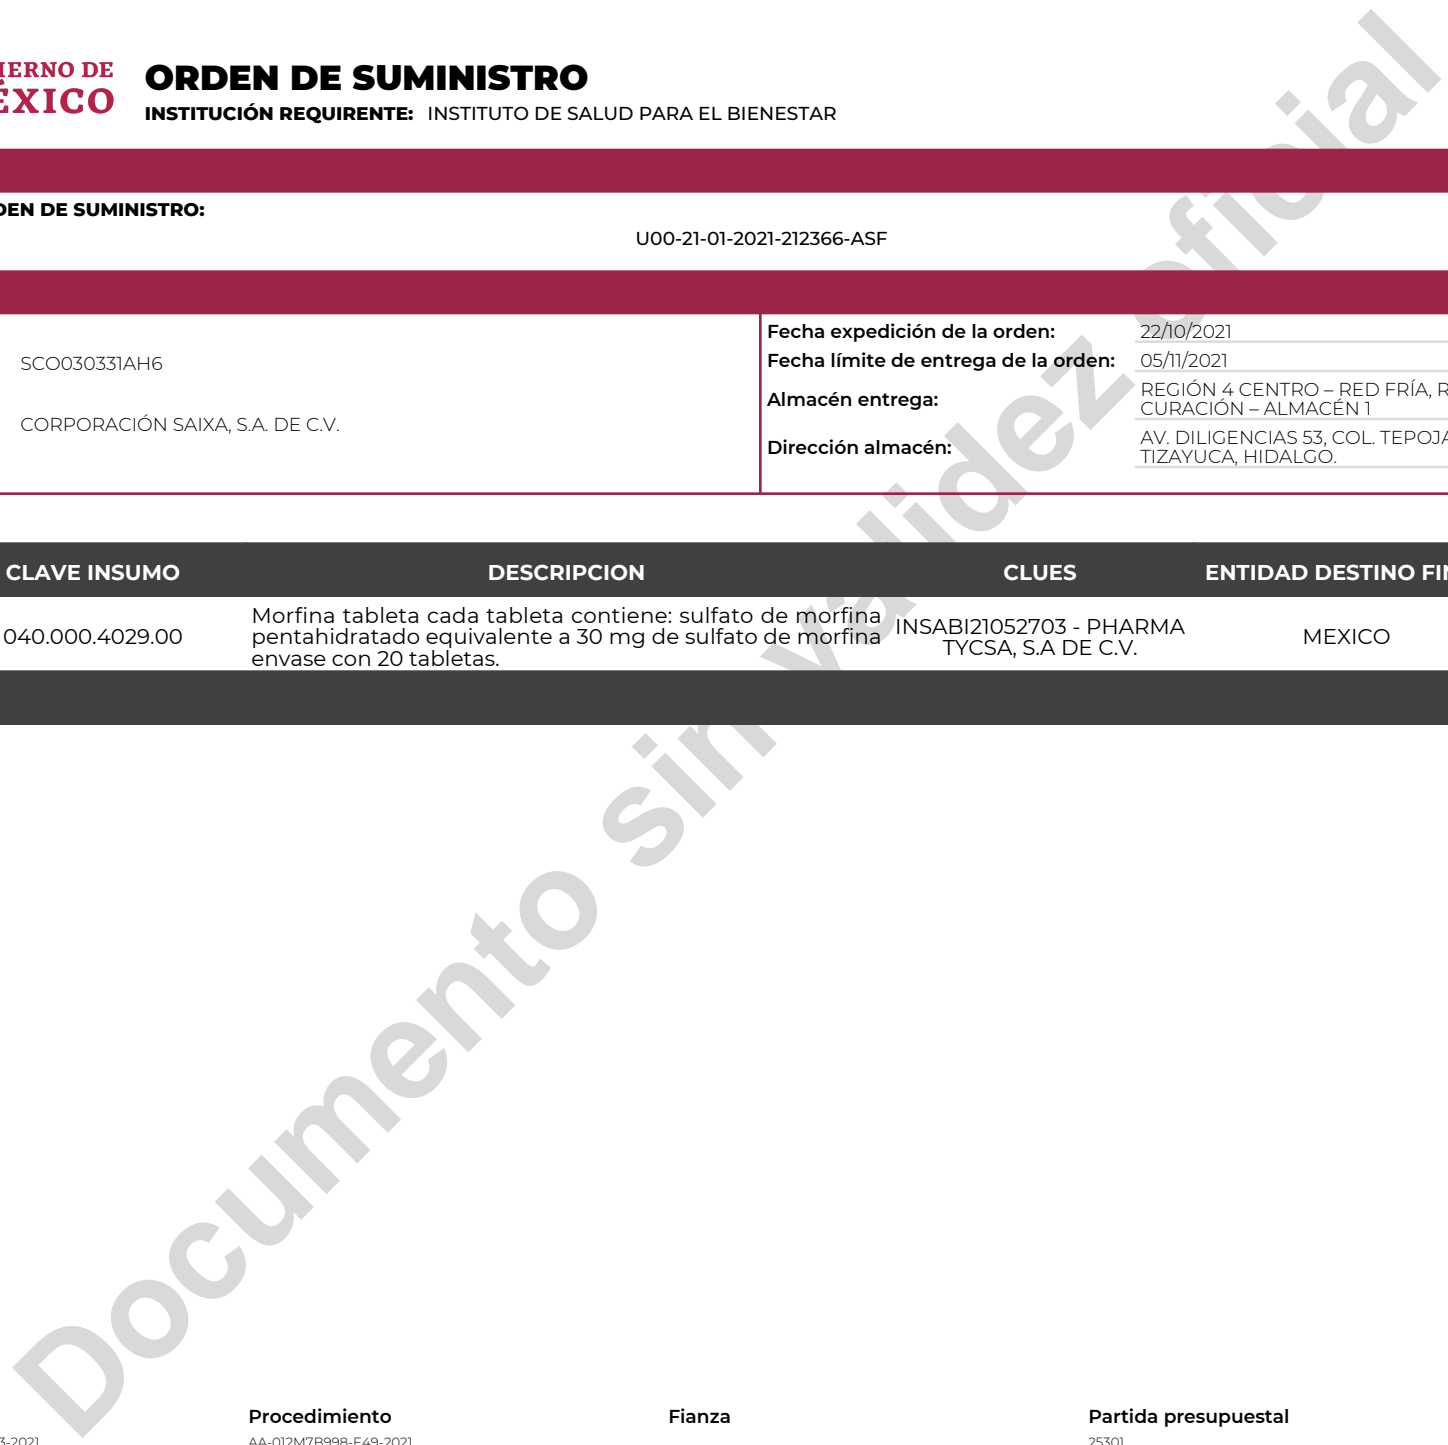 ORDEN DE SUMINISTRO
INSTITUCIÓN REQUIRENTE: INSTITUTO DE SALUD PARA EL BIENESTAR
IERNO DE
ÉXICO
DEN DE SUMINISTRO:
U00-21-01-2021-212366-ASF
SCO030331AH6
CORPORACIÓN SAIXA, S.A. DE C.V.
Fecha expedición de la orden: 22/10/2021
Fecha límite de entrega de la orden: 05/11/2021
Almacén entrega: REGIÓN 4 CENTRO – RED FRÍA, R
CURACIÓN – ALMACÉN 1
Dirección almacén: AV. DILIGENCIAS 53, COL. TEPOJA
TIZAYUCA, HIDALGO.
CLAVE INSUMO DESCRIPCION CLUES ENTIDAD DESTINO FIN
040.000.4029.00
Morfina tableta cada tableta contiene: sulfato de morfina
pentahidratado equivalente a 30 mg de sulfato de morfina
envase con 20 tabletas.
INSABI21052703 - PHARMA
TYCSA, S.A DE C.V.
MEXICO
Documento sin validez oficial
Procedimiento Fianza Partida presupuestal
3-2021 AA-012M7B998-E49-2021 25301